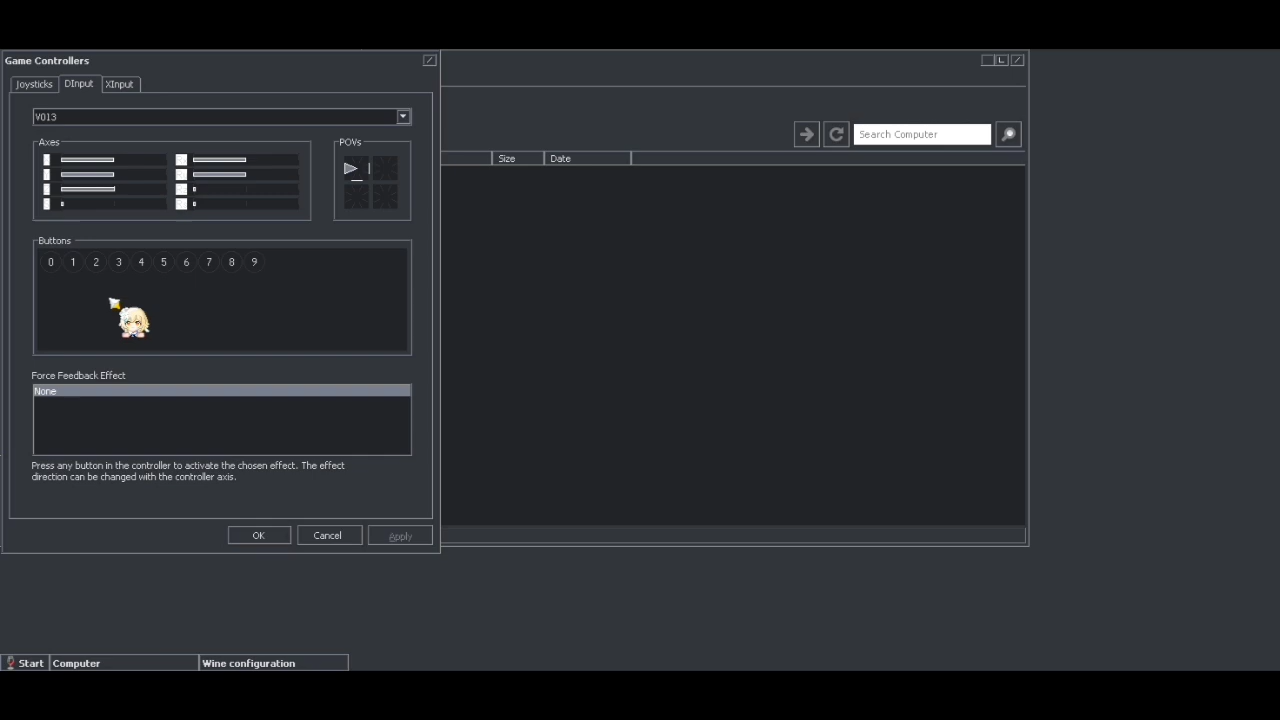 Game Controllers
Joysticks DInput XInput
V013
Axes POVs
Search Computer
Size Date
Buttons
0 1 2 3 4 5 6 7 8 9
Force Feedback Effect
None
Press any button in the controller to activate the chosen effect. The effect
direction can be changed with the controller axis.
OK Cancel Apply
Start Computer Wine configuration